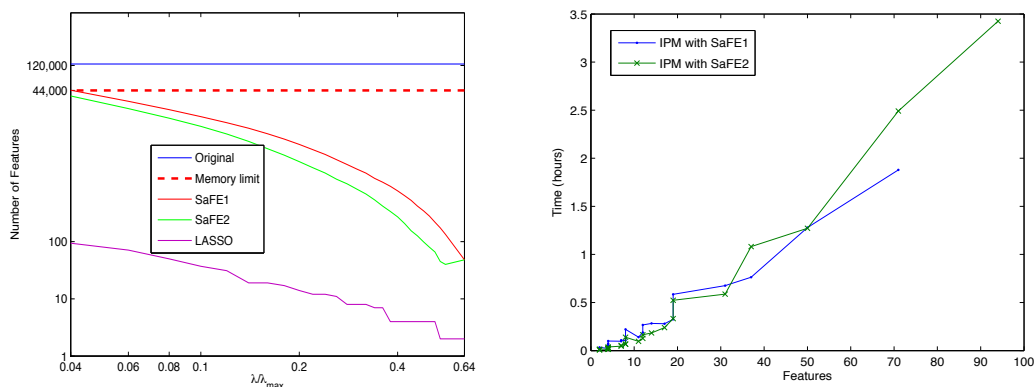 120,000
44,000
100
10
1
Number of Features
Original
Memory limit
SaFE1
SaFE2
LASSO
0.04 0.08 0.1 0.2 0.4 0.64
λ/λmax
3.5
3
2.5
2
1.5
1
0.5
0
Time (hours)
IPM with SaFE1
IPM with SaFE2
0 10 20 30 40 50 60 70 80 90 100
Features